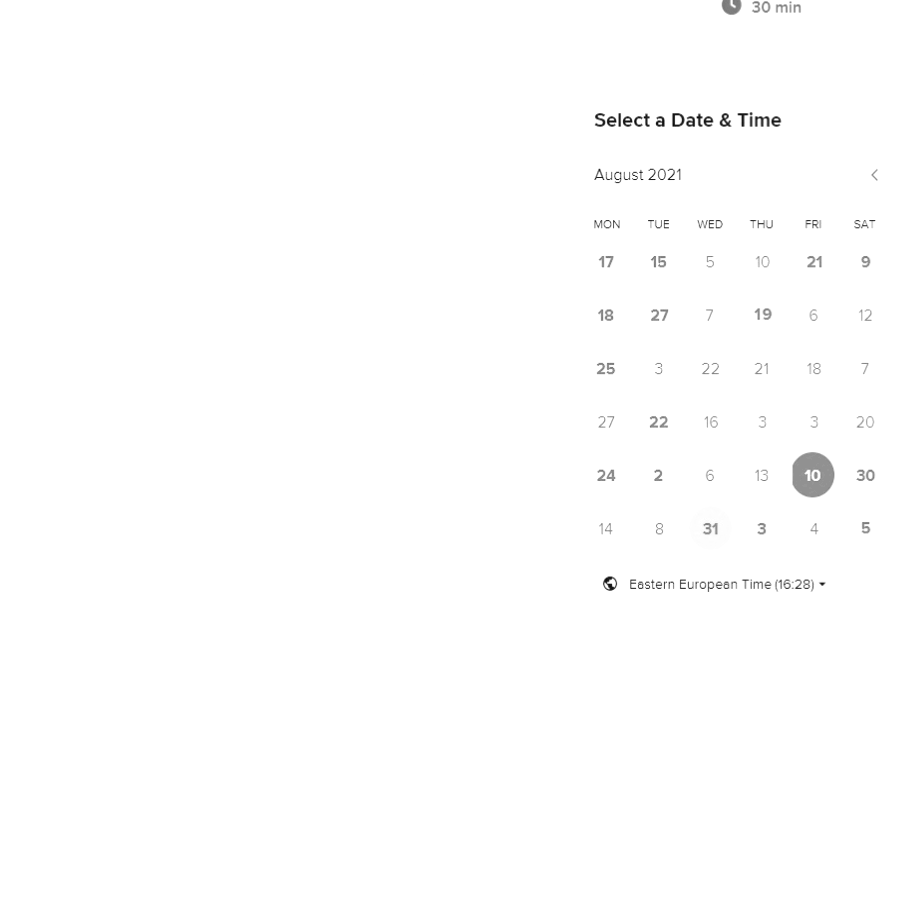 30 min
Select a Date & Time
August 2021
MON TUE WED THU FRI SAT
17 15 5 10 21 9
18 27 7 19 6 12
25 3 22 21 18 7
27 22 16 3 3 20
24 2 6 13 10 30
14 8 31 3 4 5
Eastern European Time (16:28)